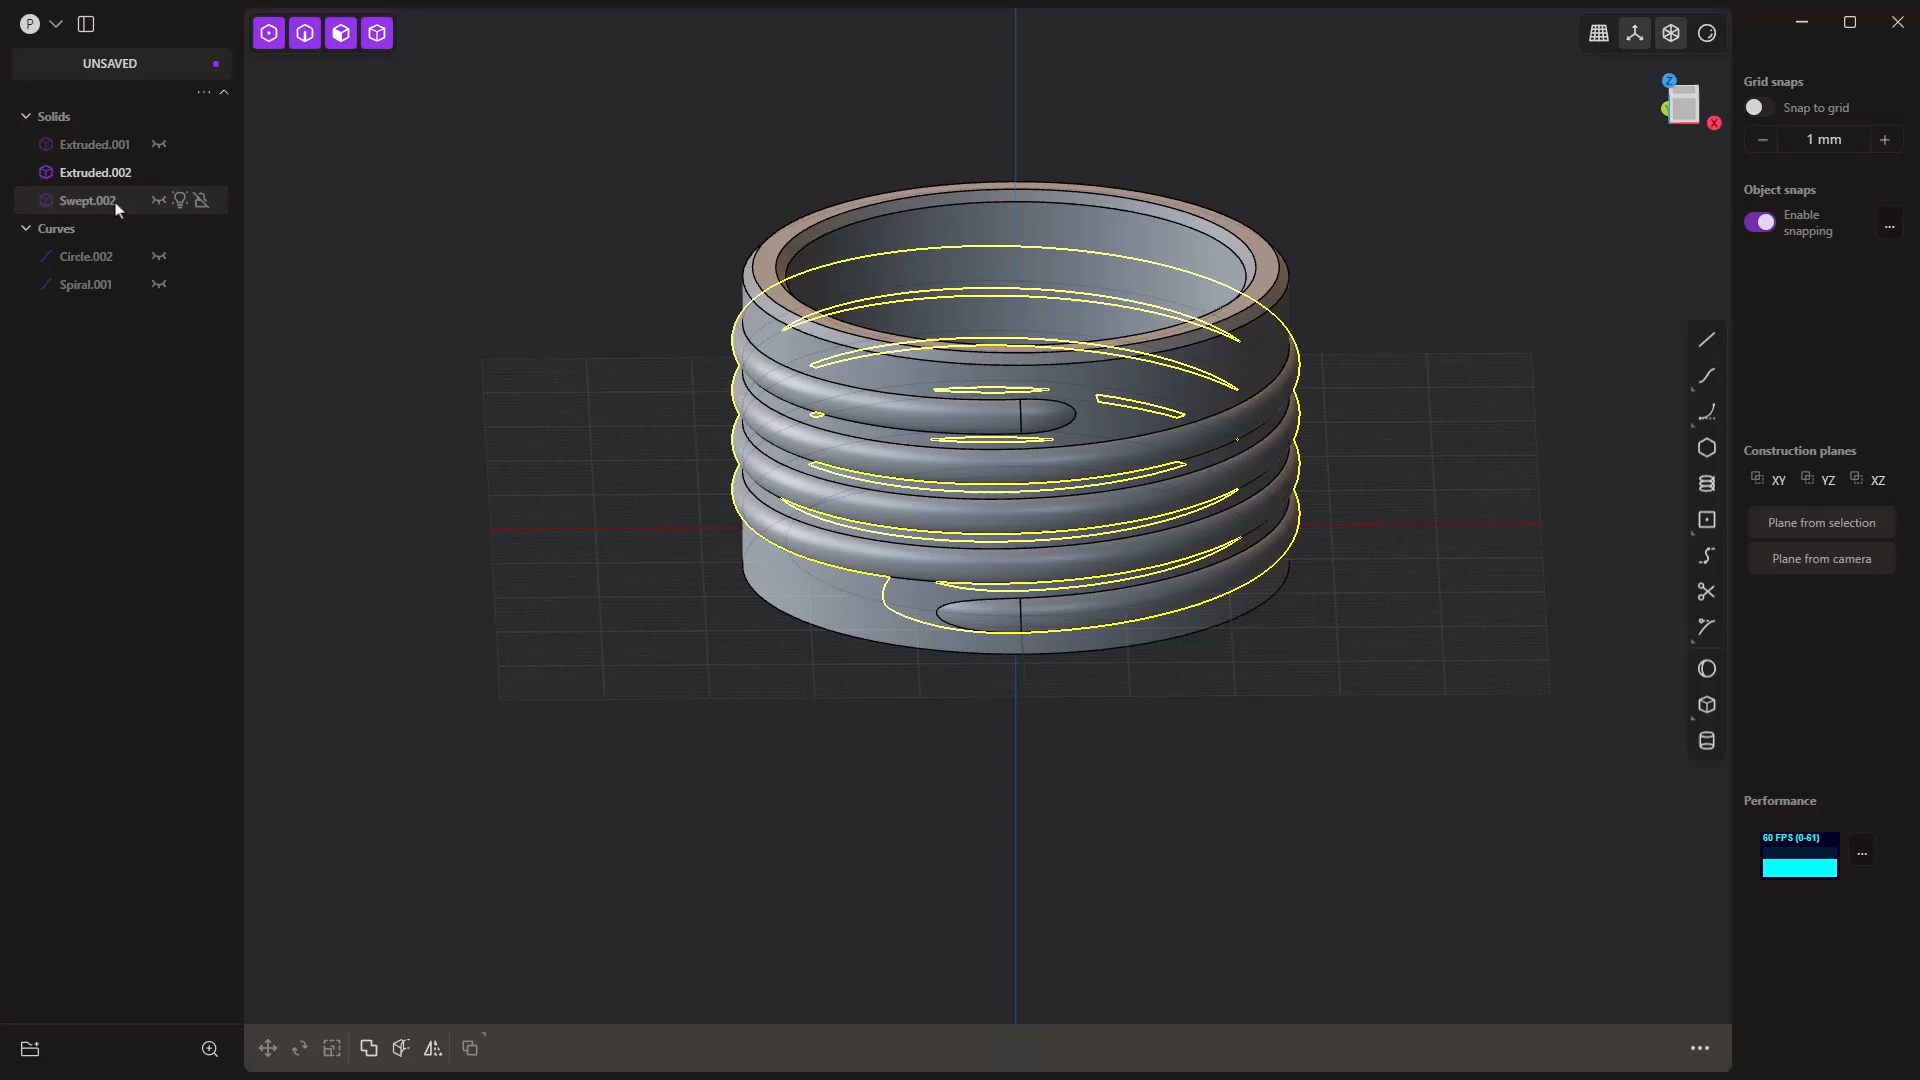 P
UNSAVED
Solids
Extruded.001
Extruded.002
Swept.002
Curves
Circle.002
Spiral.001
Z
X
Grid snaps
Snap to grid
1 mm
Object snaps
Enable
snapping
...
Construction planes
XY
YZ
XZ
Plane from selection
Plane from camera
Performance
60 FPS (0-61)
...